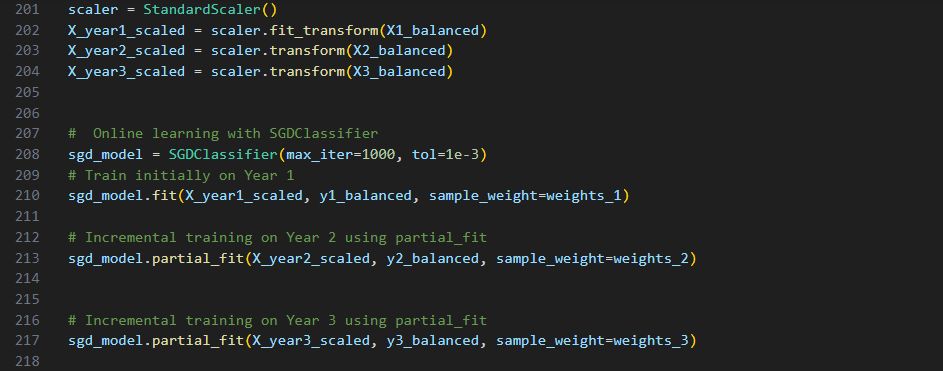 201 scaler = StandardScaler()
202 X_year1_scaled = scaler.fit_transform(X1_balanced)
203 X_year2_scaled = scaler.transform(X2_balanced)
204 X_year3_scaled = scaler.transform(X3_balanced)
205
206
207 #  Online learning with SGDClassifier
208 sgd_model = SGDClassifier(max_iter=1000, tol=1e-3)
209 # Train initially on Year 1
210 sgd_model.fit(X_year1_scaled, y1_balanced, sample_weight=weights_1)
211
212 # Incremental training on Year 2 using partial_fit
213 sgd_model.partial_fit(X_year2_scaled, y2_balanced, sample_weight=weights_2)
214
215
216 # Incremental training on Year 3 using partial_fit
217 sgd_model.partial_fit(X_year3_scaled, y3_balanced, sample_weight=weights_3)
218